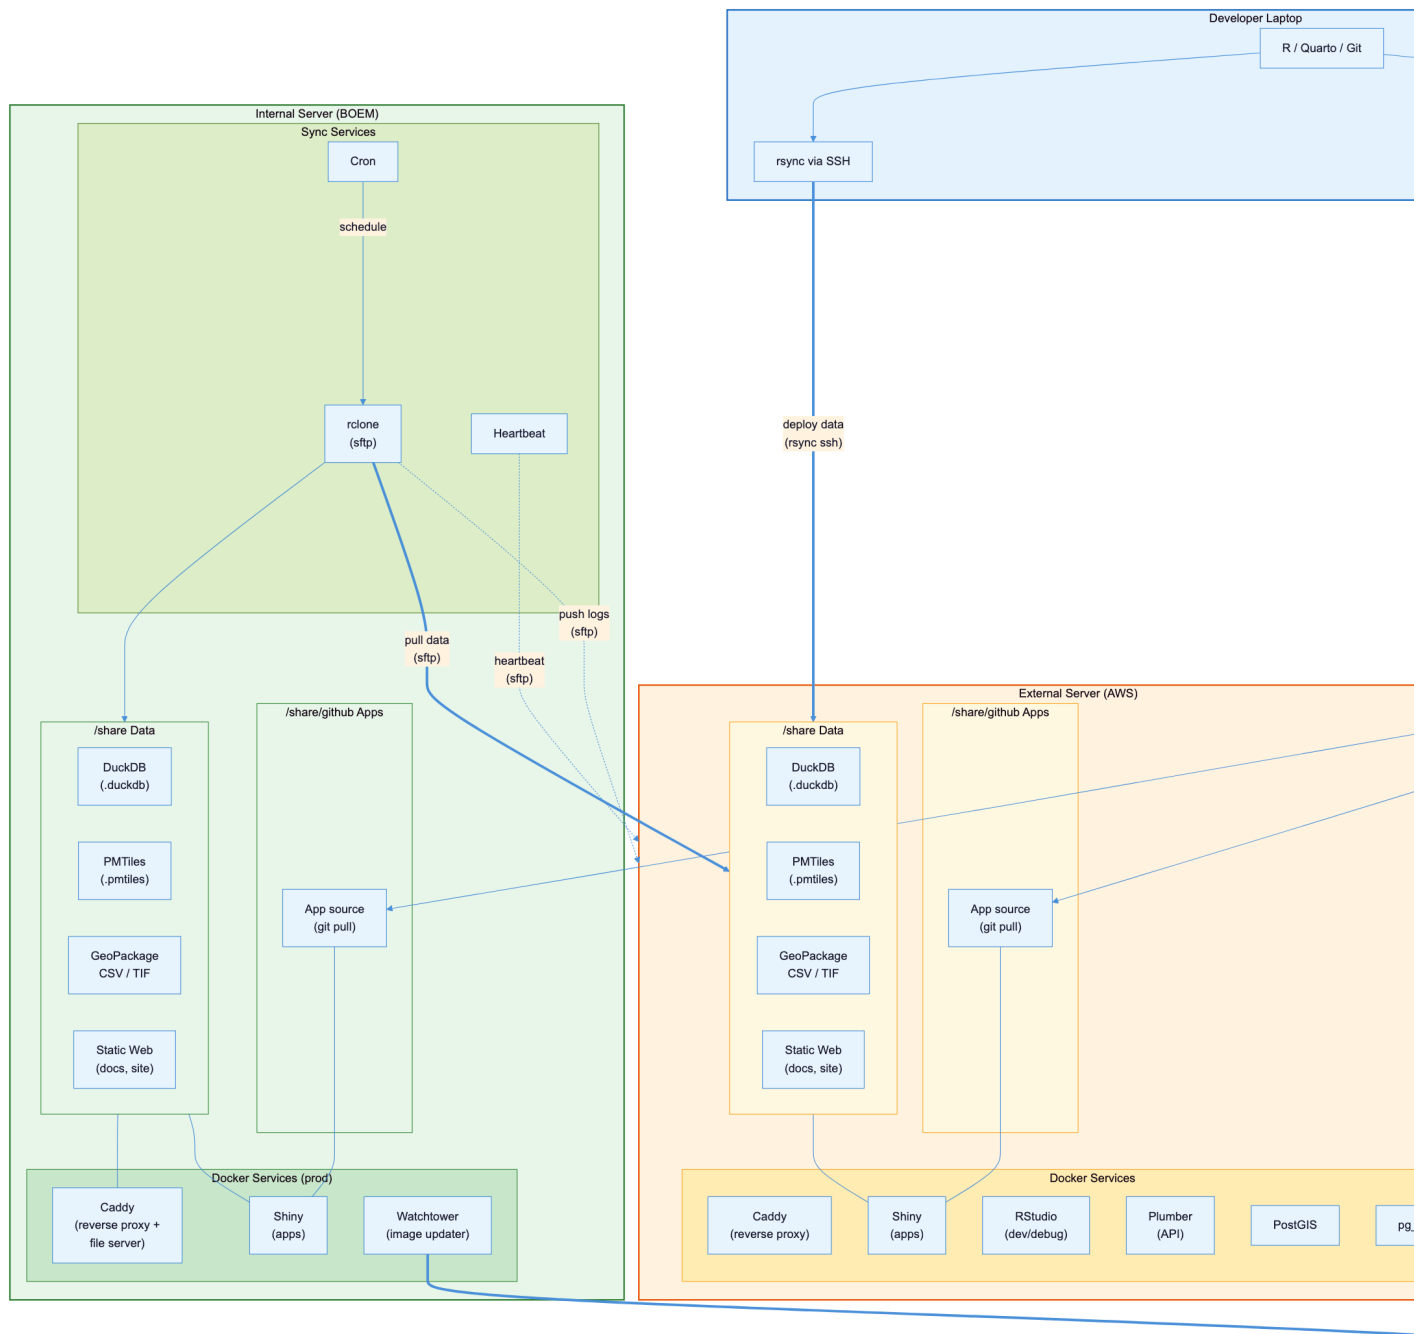 Developer Laptop
R / Quarto / Git
rsync via SSH
deploy data
(rsync ssh)
Internal Server (BOEM)
Sync Services
Cron
schedule
rclone
(sftp)
Heartbeat
pull data
(sftp)
heartbeat
(sftp)
push logs
(sftp)
/share Data
DuckDB
(.duckdb)
PMTiles
(.pmtiles)
GeoPackage
CSV / TIF
Static Web
(docs, site)
/share/github Apps
App source
(git pull)
Docker Services (prod)
Caddy
(reverse proxy +
file server)
Shiny
(apps)
Watchtower
(image updater)
External Server (AWS)
/share Data
DuckDB
(.duckdb)
PMTiles
(.pmtiles)
GeoPackage
CSV / TIF
Static Web
(docs, site)
/share/github Apps
App source
(git pull)
Docker Services
Caddy
(reverse proxy)
Shiny
(apps)
RStudio
(dev/debug)
Plumber
(API)
PostGIS
pg_